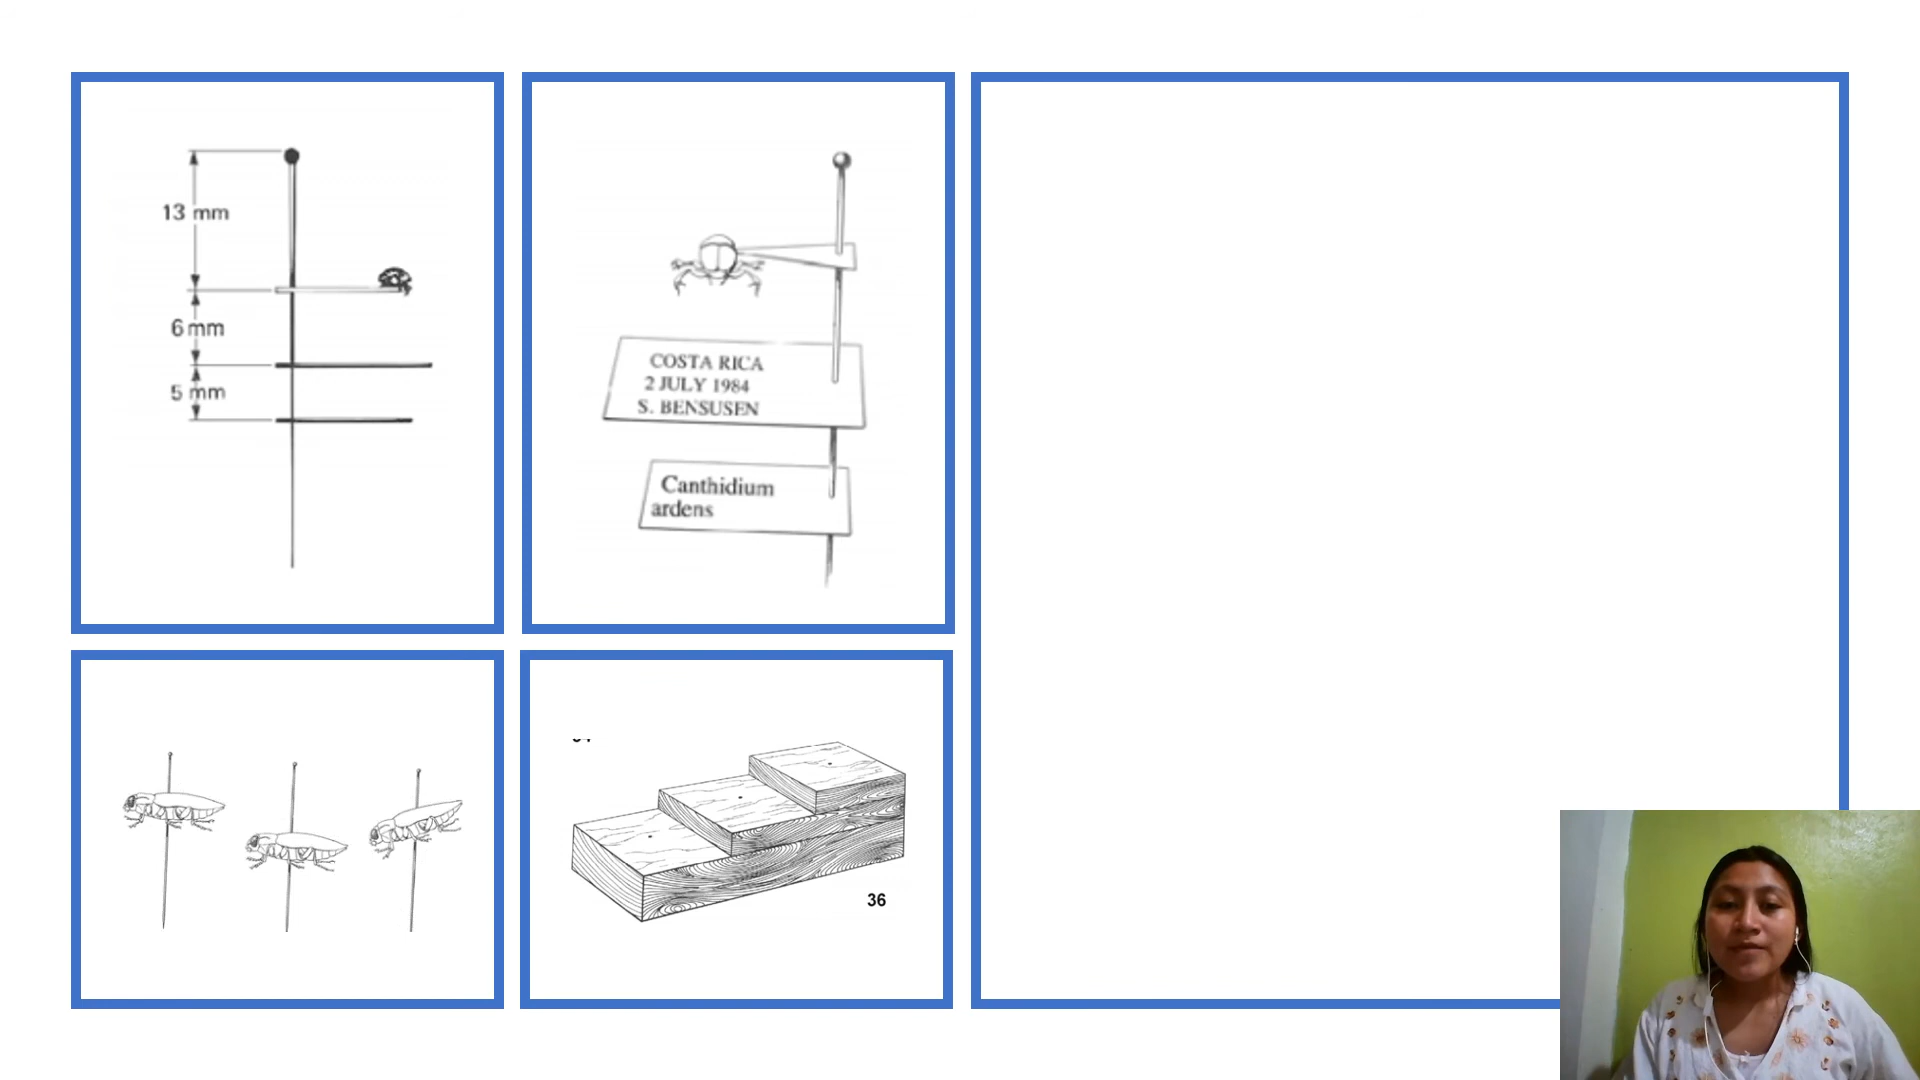 13 mm
6 mm
5 mm
COSTA RICA
2 JULY 1984
S. BENSUSEN
Canthidium
ardens
36